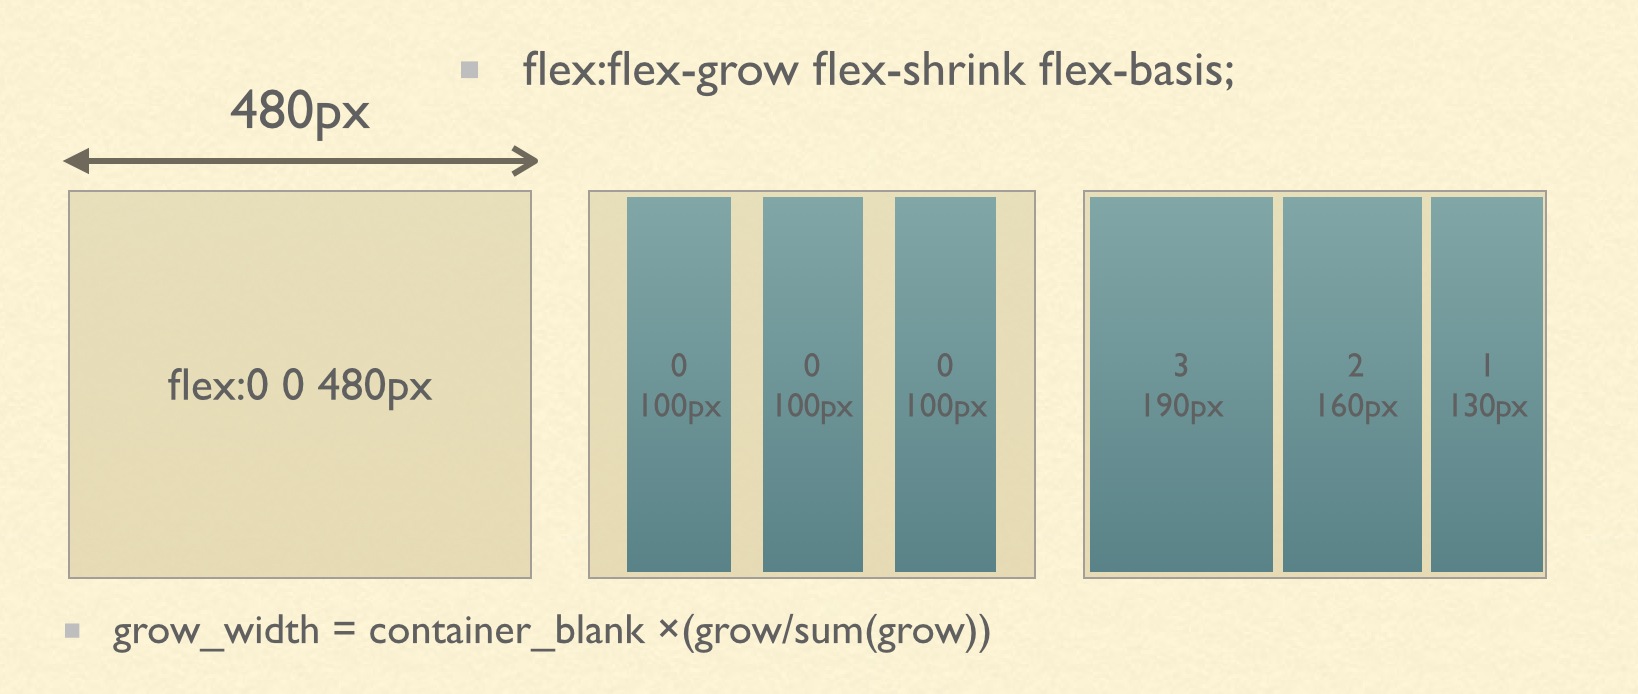 flex:flex-grow flex-shrink flex-basis;
480px
flex:0 0 480px
0
100px
0
100px
0
100px
3
190px
2
160px
1
130px
grow_width = container_blank ×(grow/sum(grow))